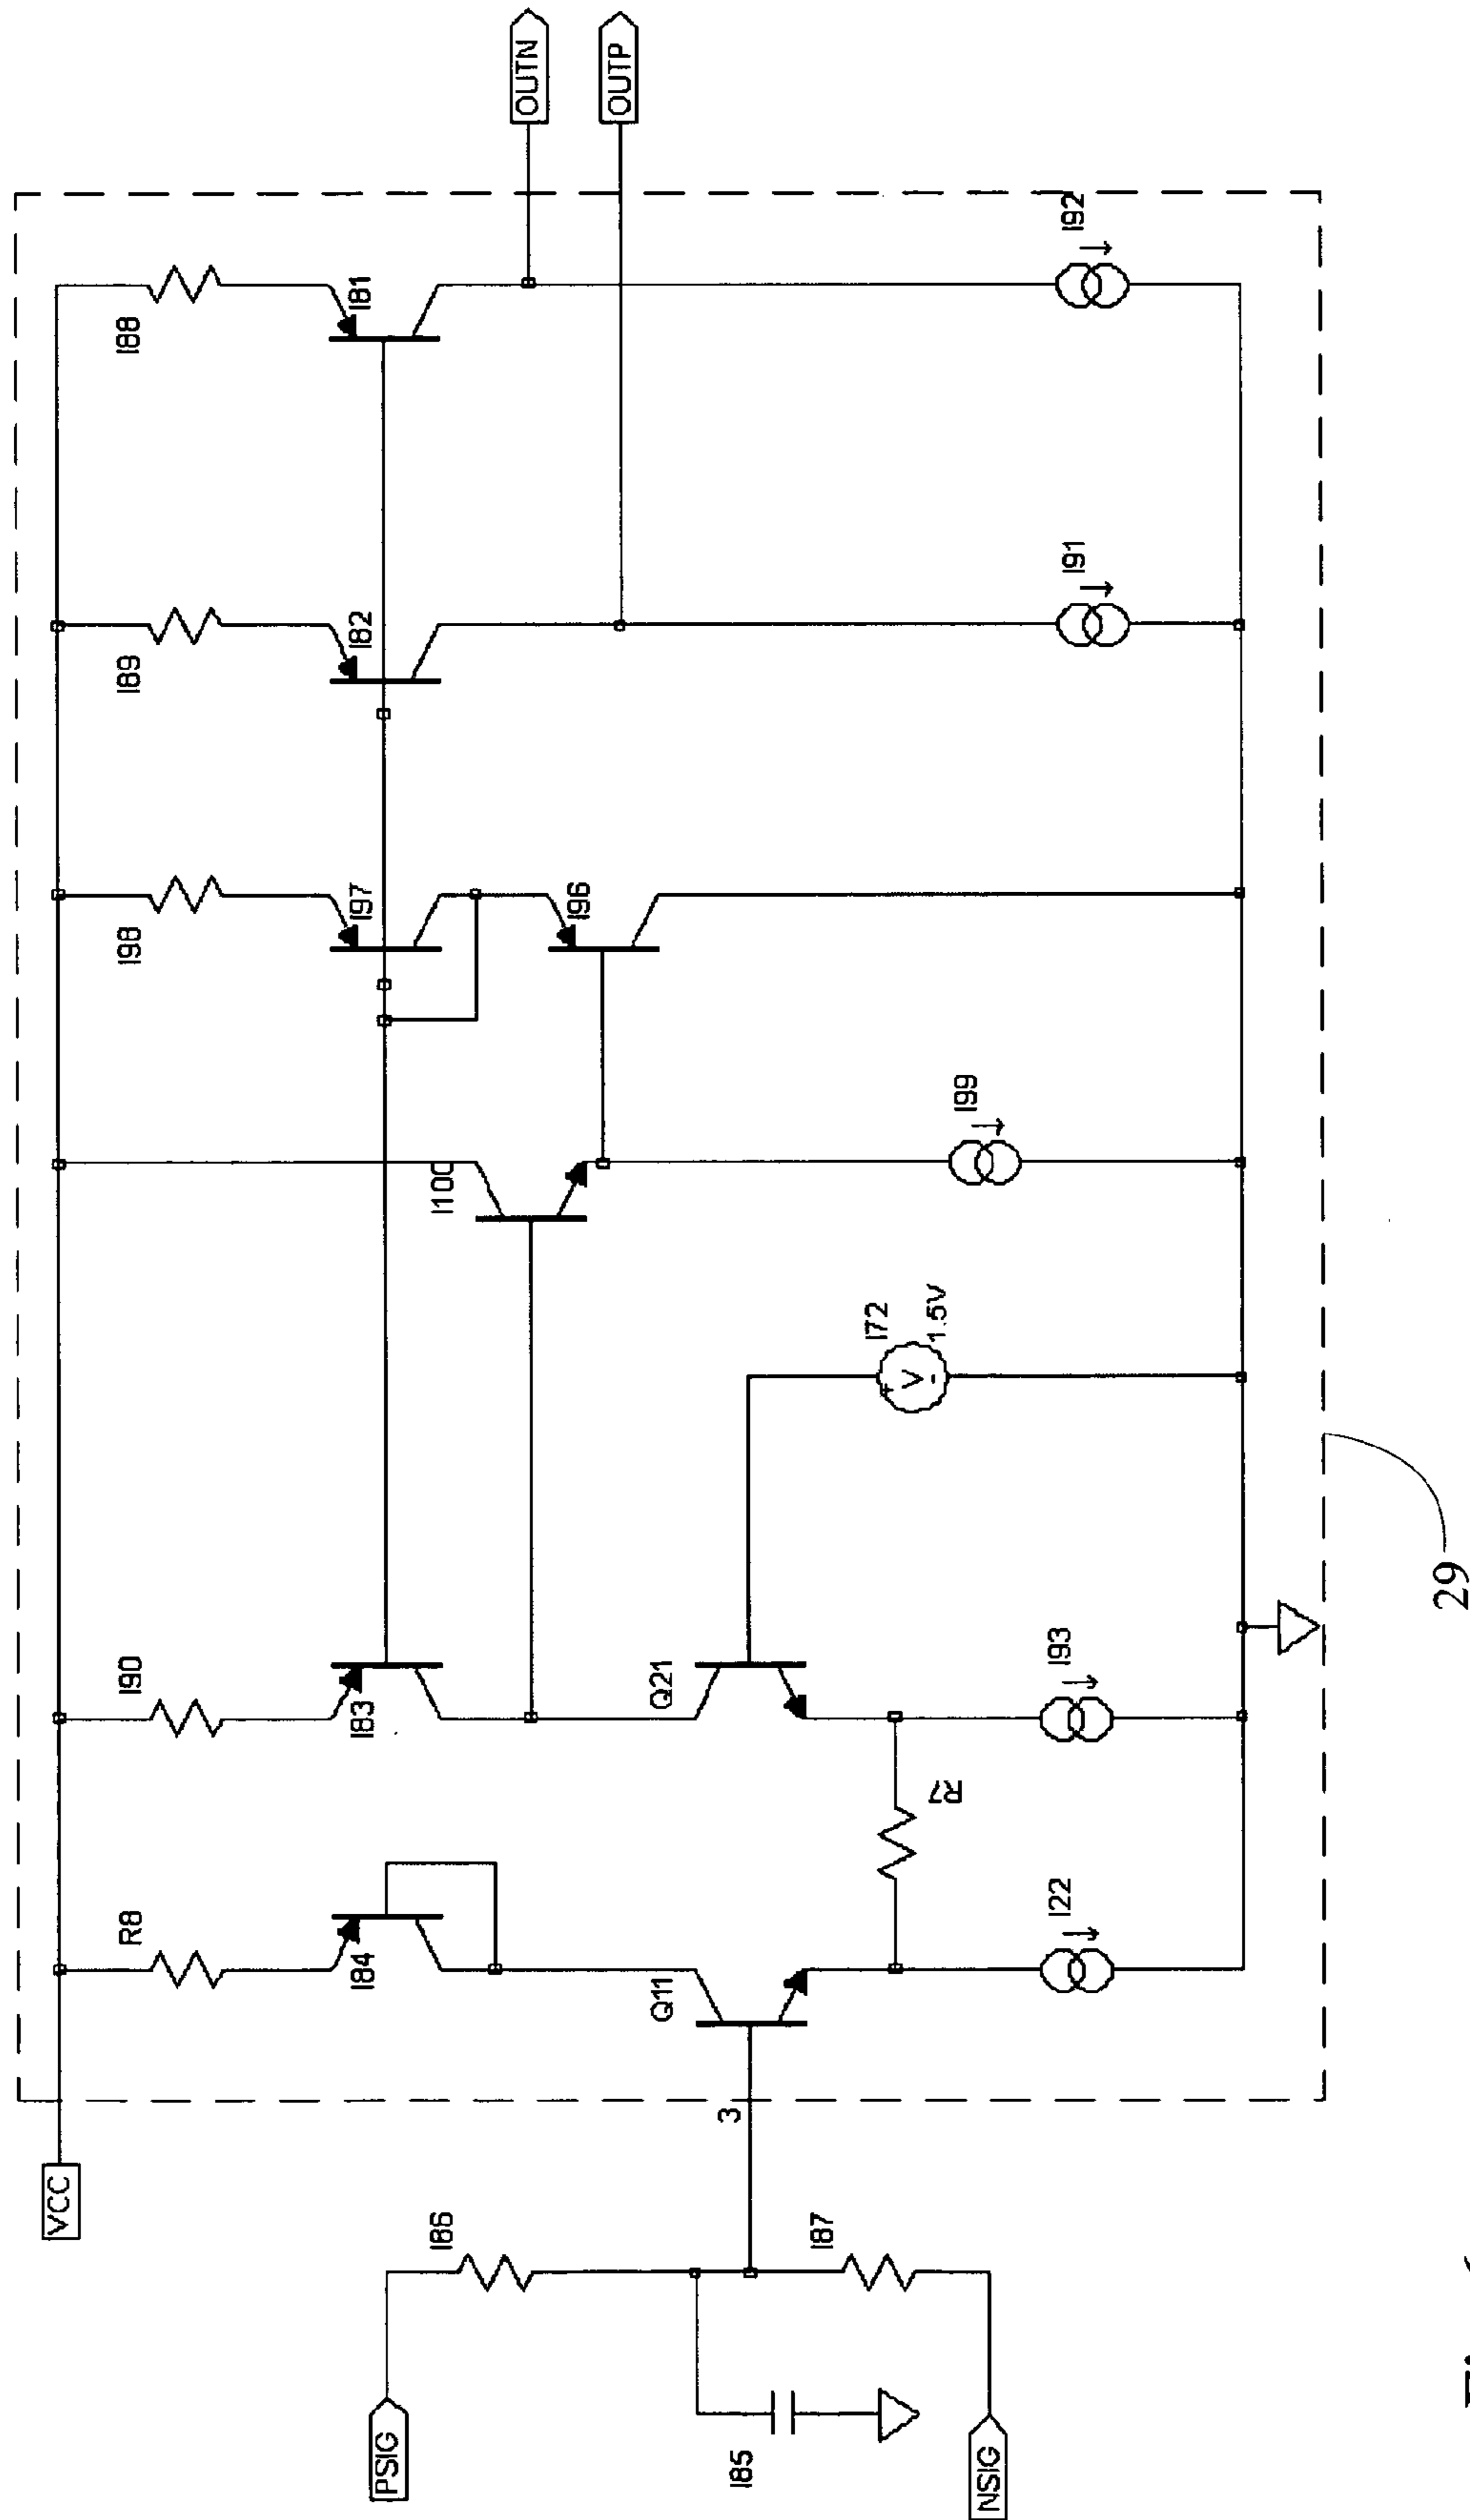 VCC
R8
I90
I98
I89
I88
I84
I83
I97
I82
I81
PSIG
I86
I100
OUTN
I96
OUTP
Q11
Q21
3
I85
I87
I72
1.5V
R7
I99
NSIG
I22
I93
I91
I92
29